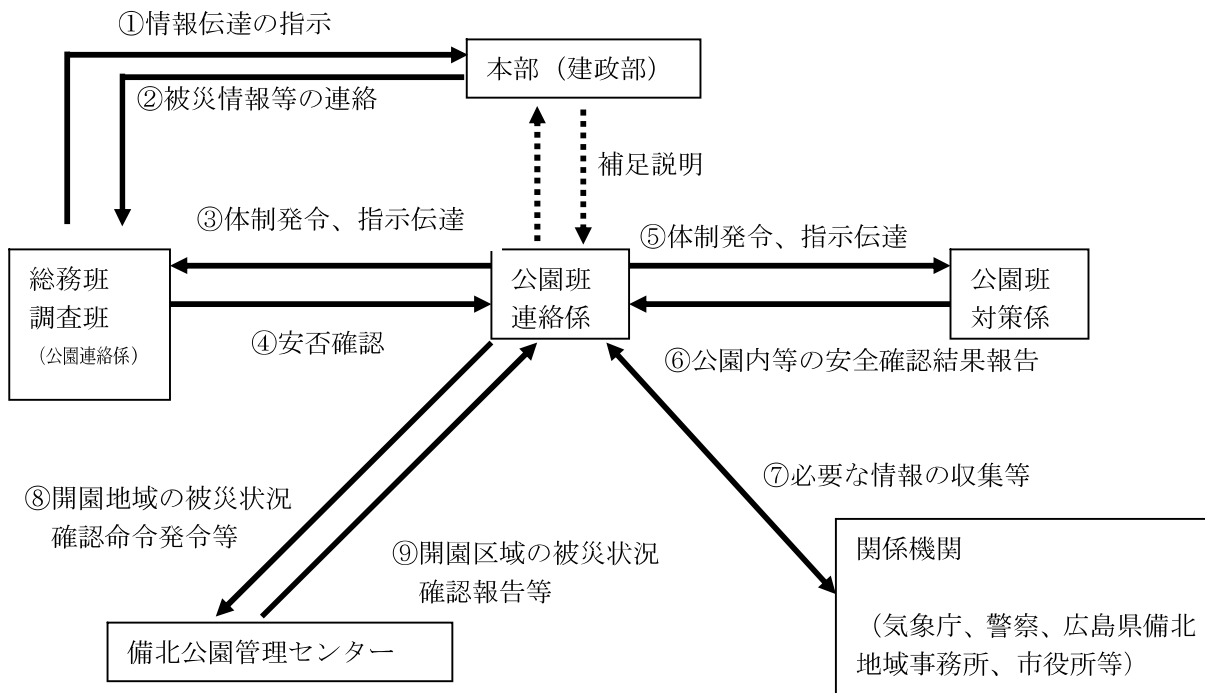 ①情報伝達の指示
本部（建政部）
②被災情報等の連絡
補足説明
③体制発令、指示伝達
⑤体制発令、指示伝達
総務班
調査班
（公園連絡係）
公園班
連絡係
公園班
対策係
④安否確認
⑥公園内等の安全確認結果報告
⑦必要な情報の収集等
⑧開園地域の被災状況
確認命令発令等
⑨開園区域の被災状況
確認報告等
関係機関
（気象庁、警察、広島県備北
地域事務所、市役所等）
備北公園管理センター